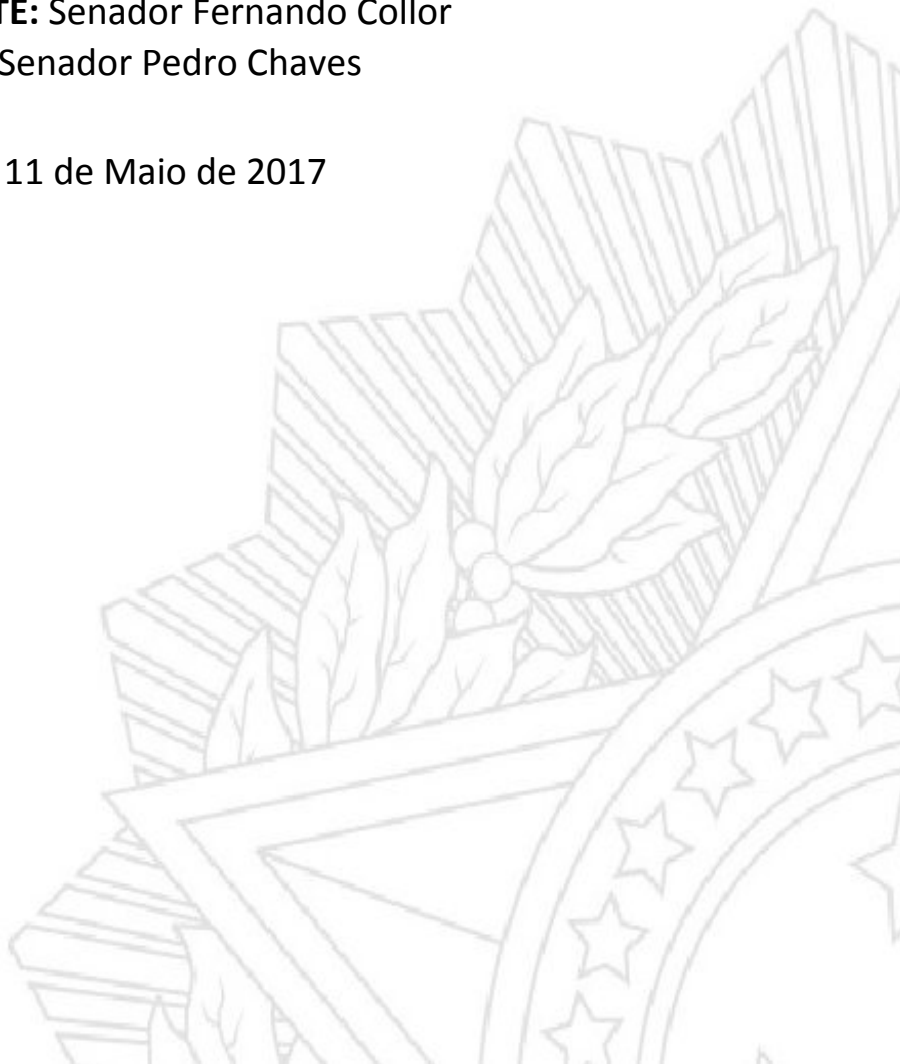 TE: Senador Fernando Collor
Senador Pedro Chaves
11 de Maio de 2017